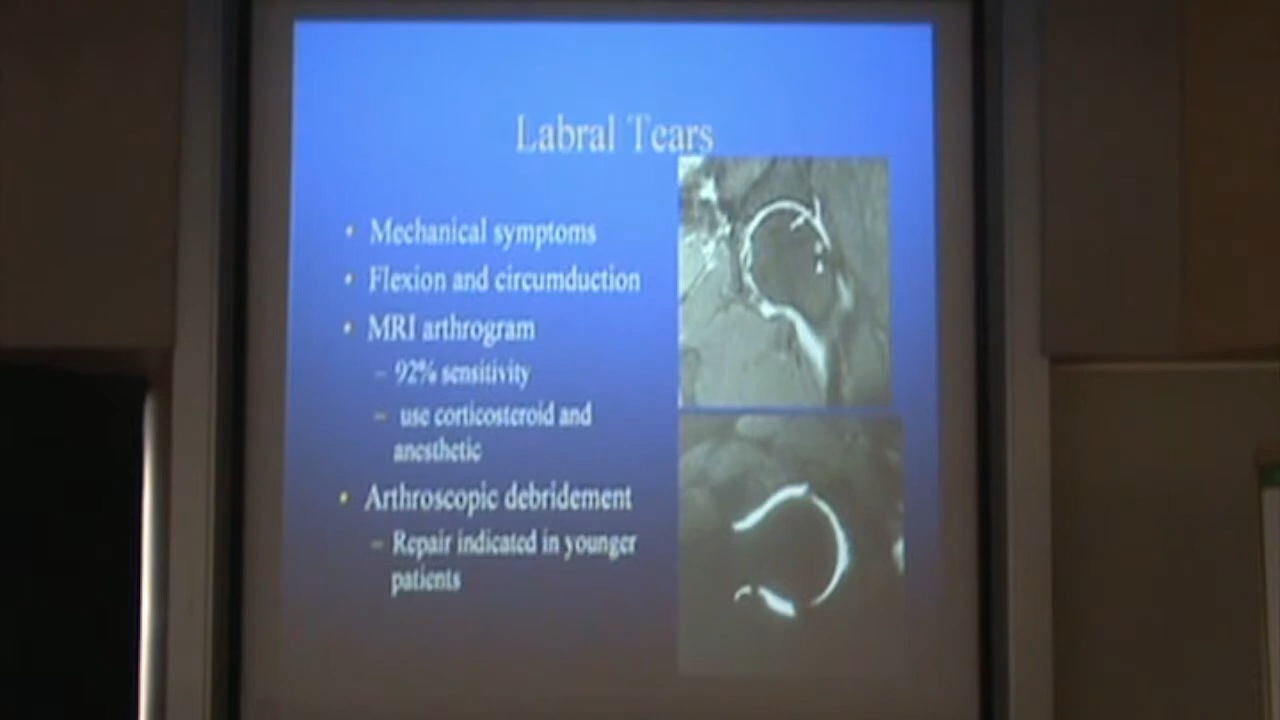 Labral Tears
• Mechanical symptoms
• Flexion and circumduction
• MRI arthrogram
– 92% sensitivity
– use corticosteroid and
anesthetic
• Arthroscopic debridement
– Repair indicated in younger
patients